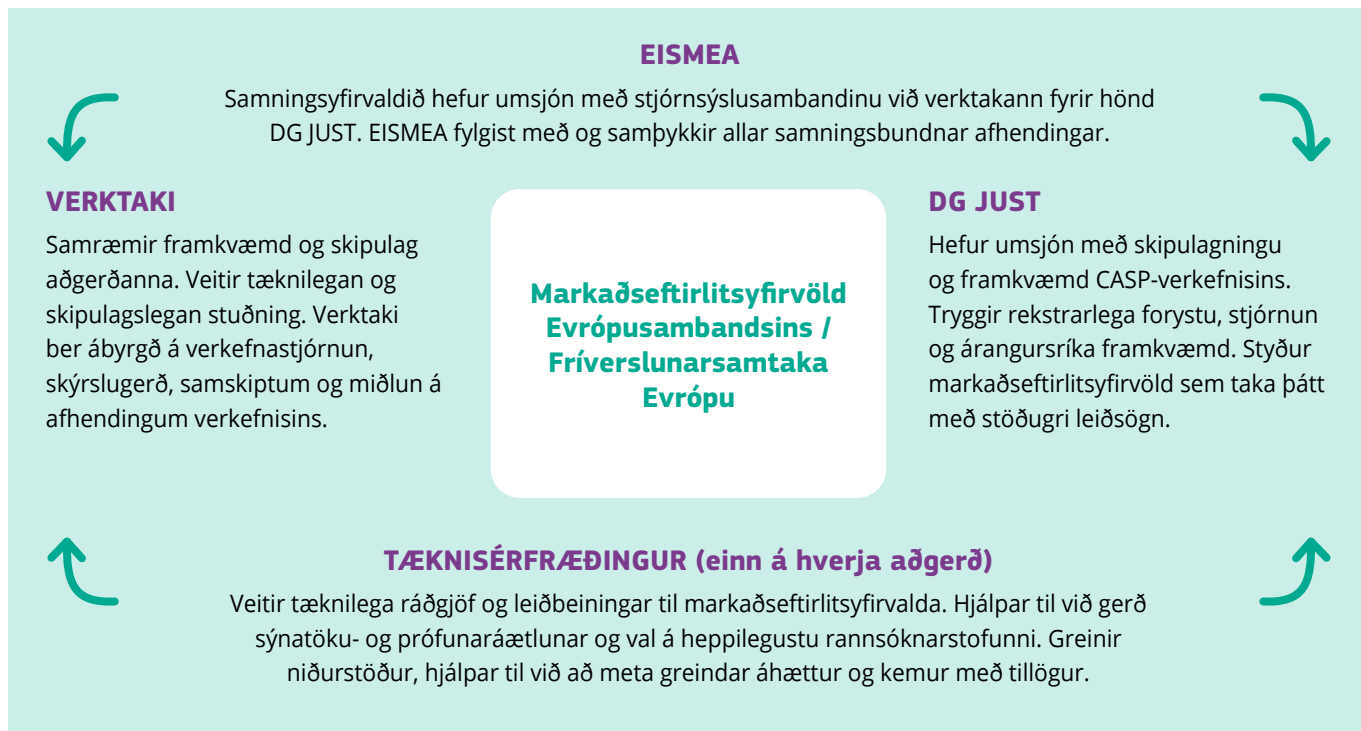 EISMEA
Samningsyfirvaldið hefur umsjón með stjórnsýslusambandinu við verktakann fyrir hönd
DG JUST. EISMEA fylgist með og samþykkir allar samningsbundnar afhendingar.
VERKTAKI
Samræmir framkvæmd og skipulag
aðgerðanna. Veitir tæknilegan og
skipulagslegan stuðning. Verktaki
ber ábyrgð á verkefnastjórnun,
skýrslugerð, samskiptum og miðlun á
afhendingum verkefnisins.
Markaðseftirlitsyfirvöld
Evrópusambandsins /
Fríverslunarsamtaka
Evrópu
DG JUST
Hefur umsjón með skipulagningu
og framkvæmd CASP-verkefnisins.
Tryggir rekstrarlega forystu, stjórnun
og árangursríka framkvæmd. Styður
markaðseftirlitsyfirvöld sem taka þátt
með stöðugri leiðsögn.
TÆKNISÉRFRÆÐINGUR (einn á hverja aðgerð)
Veitir tæknilega ráðgjöf og leiðbeiningar til markaðseftirlitsyfirvalda. Hjálpar til við gerð
sýnatöku- og prófunaráætlunar og val á heppilegustu rannsóknarstofunni. Greinir
niðurstöður, hjálpar til við að meta greindar áhættur og kemur með tillögur.